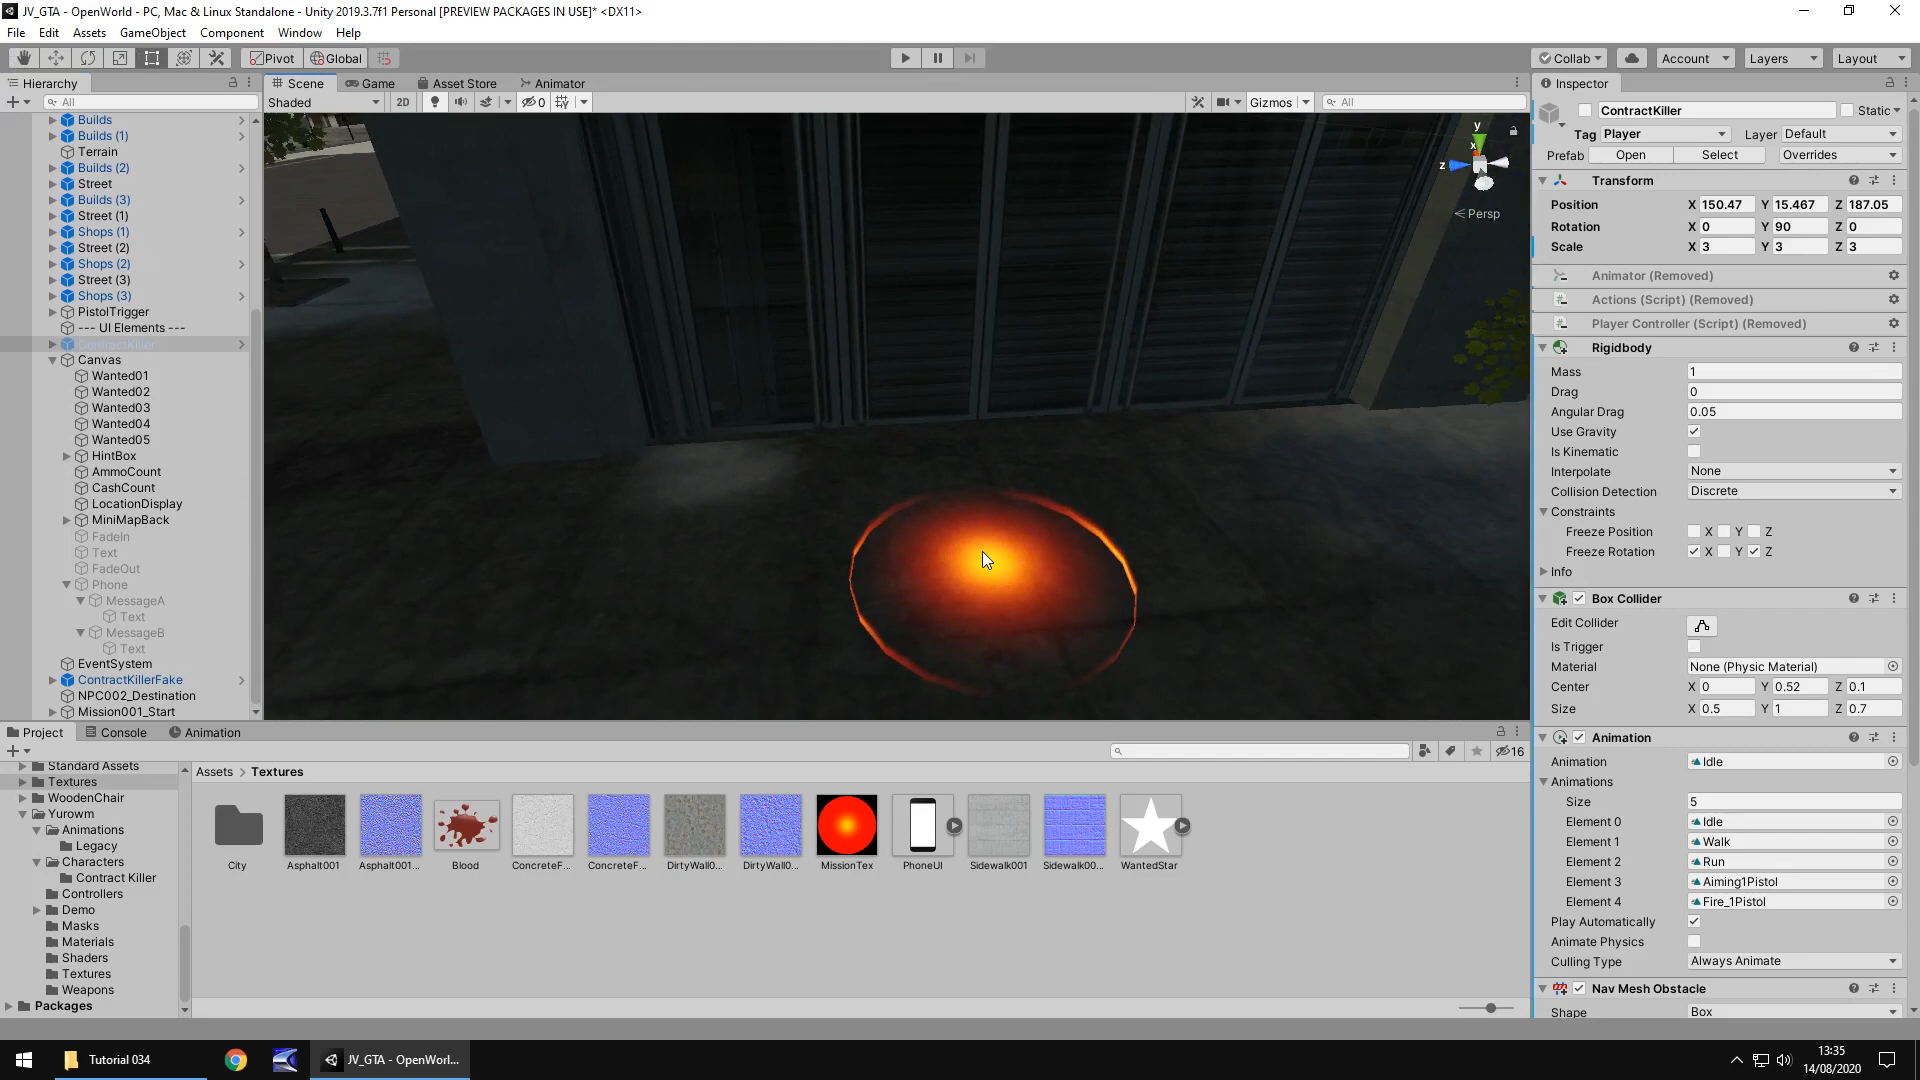 JV_GTA - OpenWorld - PC, Mac & Linux Standalone - Unity 2019.3.7f1 Personal [PREVIEW PACKAGES IN USE]* <DX11>
File Edit Assets GameObject Component Window Help
Pivot Global Collab Account Layers Layout
Hierarchy
All
Builds
Builds (1)
Terrain
Builds (2)
Street
Builds (3)
Street (1)
Shops (1)
Street (2)
Shops (2)
Street (3)
Shops (3)
PistolTrigger
--- UI Elements ---
ContractKiller
Canvas
Wanted01
Wanted02
Wanted03
Wanted04
Wanted05
HintBox
AmmoCount
CashCount
LocationDisplay
MiniMapBack
FadeIn
Text
FadeOut
Phone
MessageA
Text
MessageB
Text
EventSystem
ContractKillerFake
NPC002_Destination
Mission001_Start
Scene Game Asset Store Animator
Shaded 2D 0 Gizmos All
y
x
z
Persp
Inspector
ContractKiller Static
Tag Player Layer Default
Prefab Open Select Overrides
Transform
Position X 150.47 Y 15.467 Z 187.05
Rotation X 0 Y 90 Z 0
Scale X 3 Y 3 Z 3
Animator (Removed)
Actions (Script) (Removed)
Player Controller (Script) (Removed)
Rigidbody
Mass 1
Drag 0
Angular Drag 0.05
Use Gravity
Is Kinematic
Interpolate None
Collision Detection Discrete
Constraints
Freeze Position X Y Z
Freeze Rotation X Y Z
Info
Box Collider
Edit Collider
Is Trigger
Material None (Physic Material)
Center X 0 Y 0.52 Z 0.1
Size X 0.5 Y 1 Z 0.7
Animation
Animation Idle
Animations
Size 5
Element 0 Idle
Element 1 Walk
Element 2 Run
Element 3 Aiming1Pistol
Element 4 Fire_1Pistol
Play Automatically
Animate Physics
Culling Type Always Animate
Nav Mesh Obstacle
Shape Box
Project Console Animation
16
Standard Assets
Textures
WoodenChair
Yurowm
Animations
Legacy
Characters
Contract Killer
Controllers
Demo
Masks
Materials
Shaders
Textures
Weapons
Packages
Assets > Textures
City Asphalt001 Asphalt001... Blood ConcreteF... ConcreteF... DirtyWall0... DirtyWall0... MissionTex PhoneUI Sidewalk001 Sidewalk00... WantedStar
Tutorial 034
JV_GTA - OpenWorl...
13:35
14/08/2020